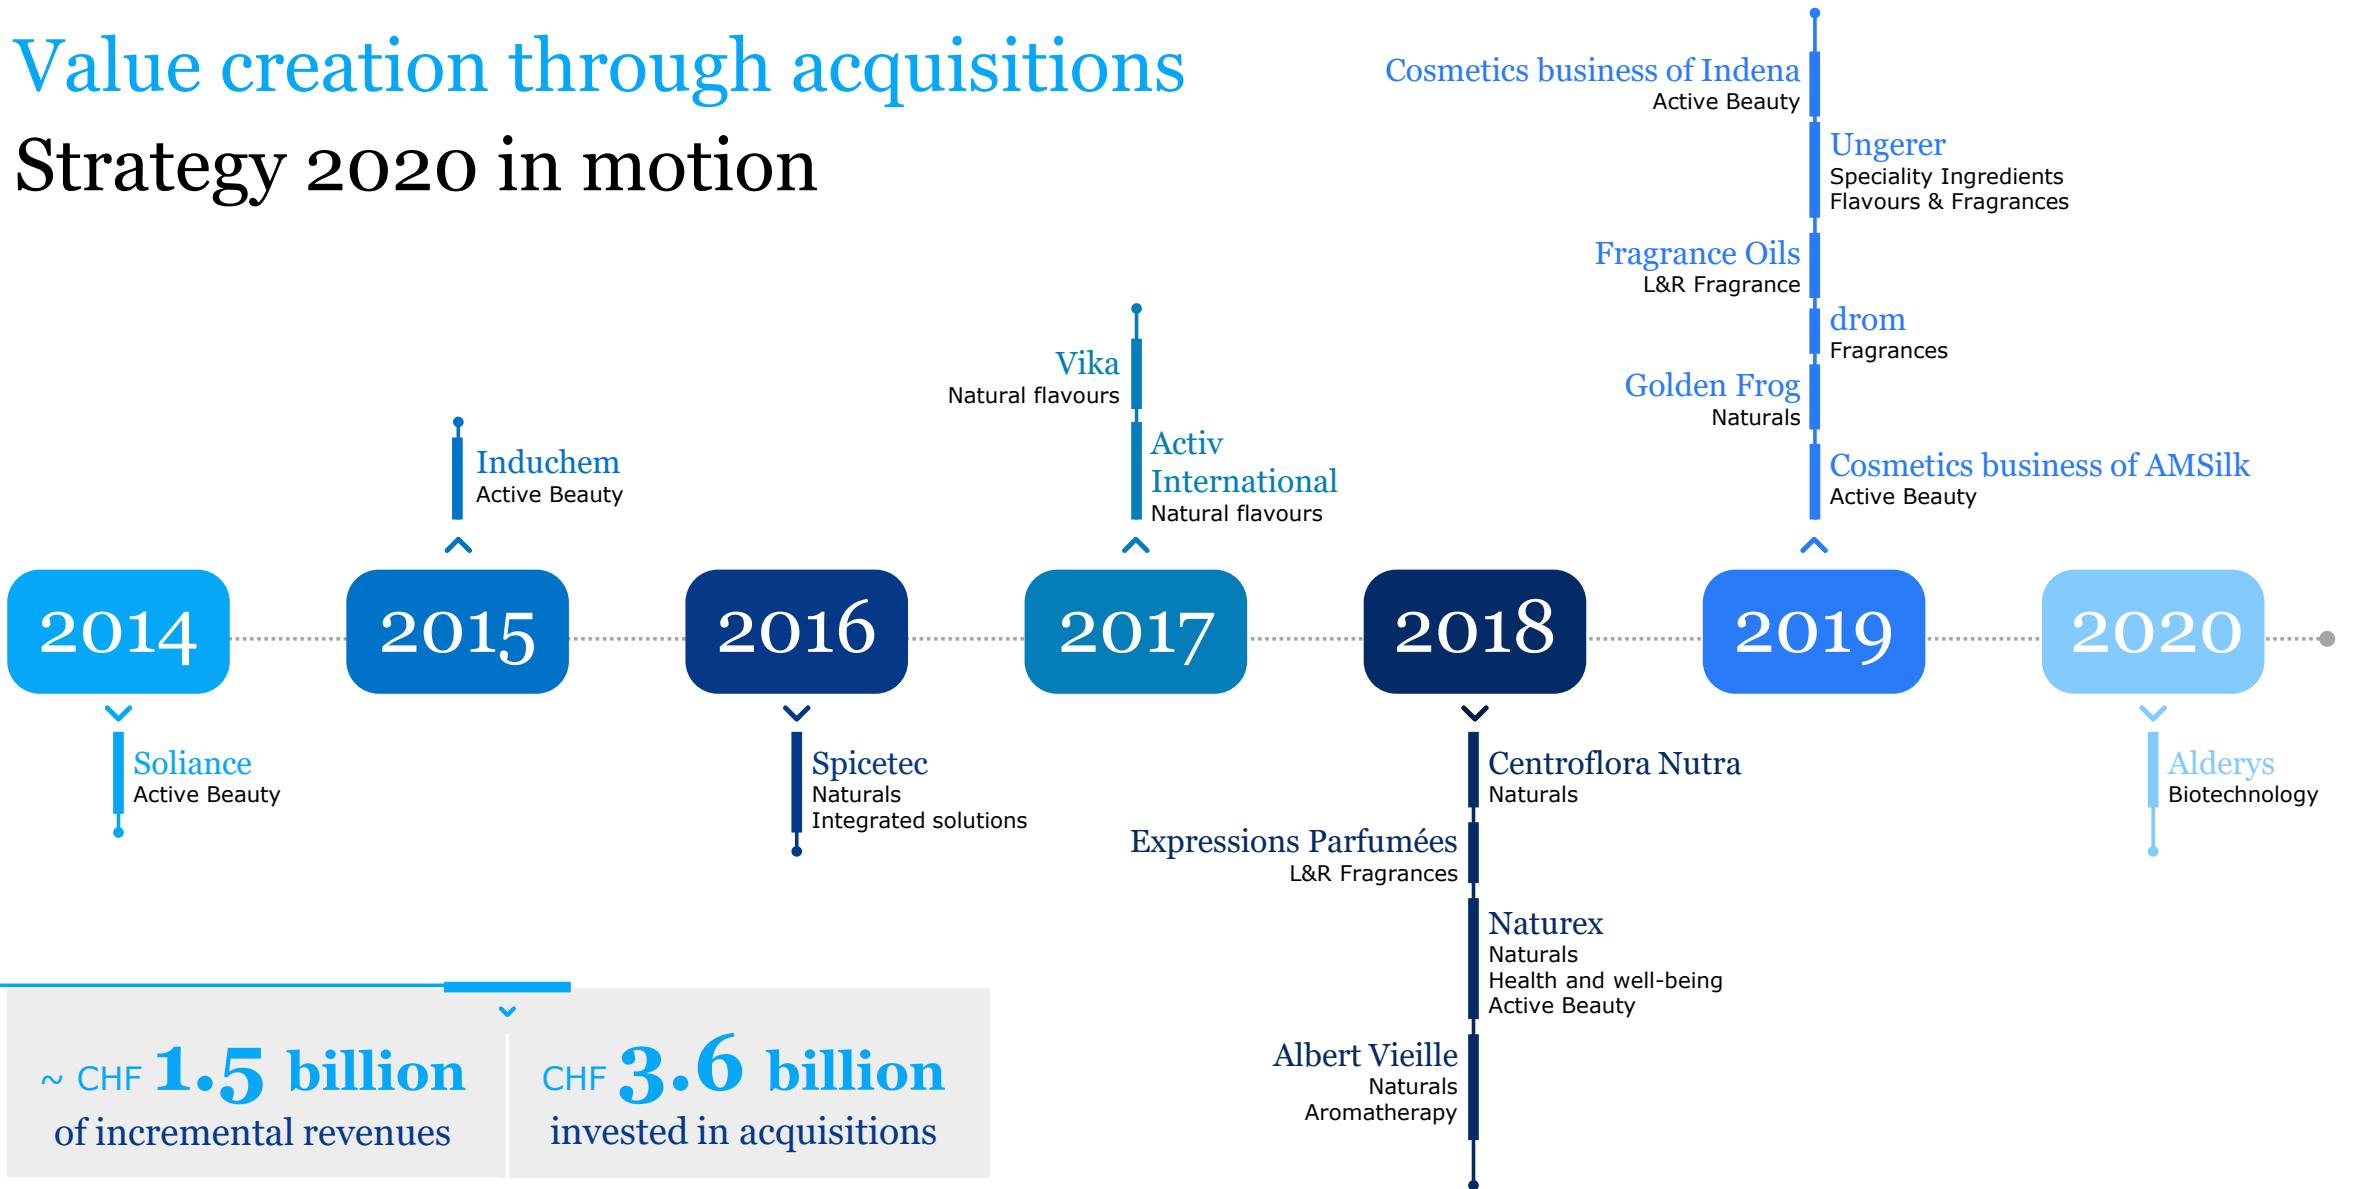 Value creation through acquisitions
Strategy 2020 in motion
Cosmetics business of Indena
Active Beauty
Ungerer
Speciality Ingredients
Flavours & Fragrances
Fragrance Oils
L&R Fragrance
drom
Fragrances
Golden Frog
Naturals
Cosmetics business of AMSilk
Active Beauty
Vika
Natural flavours
Activ
International
Natural flavours
Induchem
Active Beauty
2014
2015
2016
2017
2018
2019
2020
Soliance
Active Beauty
Spicetec
Naturals
Integrated solutions
Centroflora Nutra
Naturals
Expressions Parfumées
L&R Fragrances
Naturex
Naturals
Health and well-being
Active Beauty
Albert Vieille
Naturals
Aromatherapy
Alderys
Biotechnology
~ CHF 1.5 billion
of incremental revenues
CHF 3.6 billion
invested in acquisitions